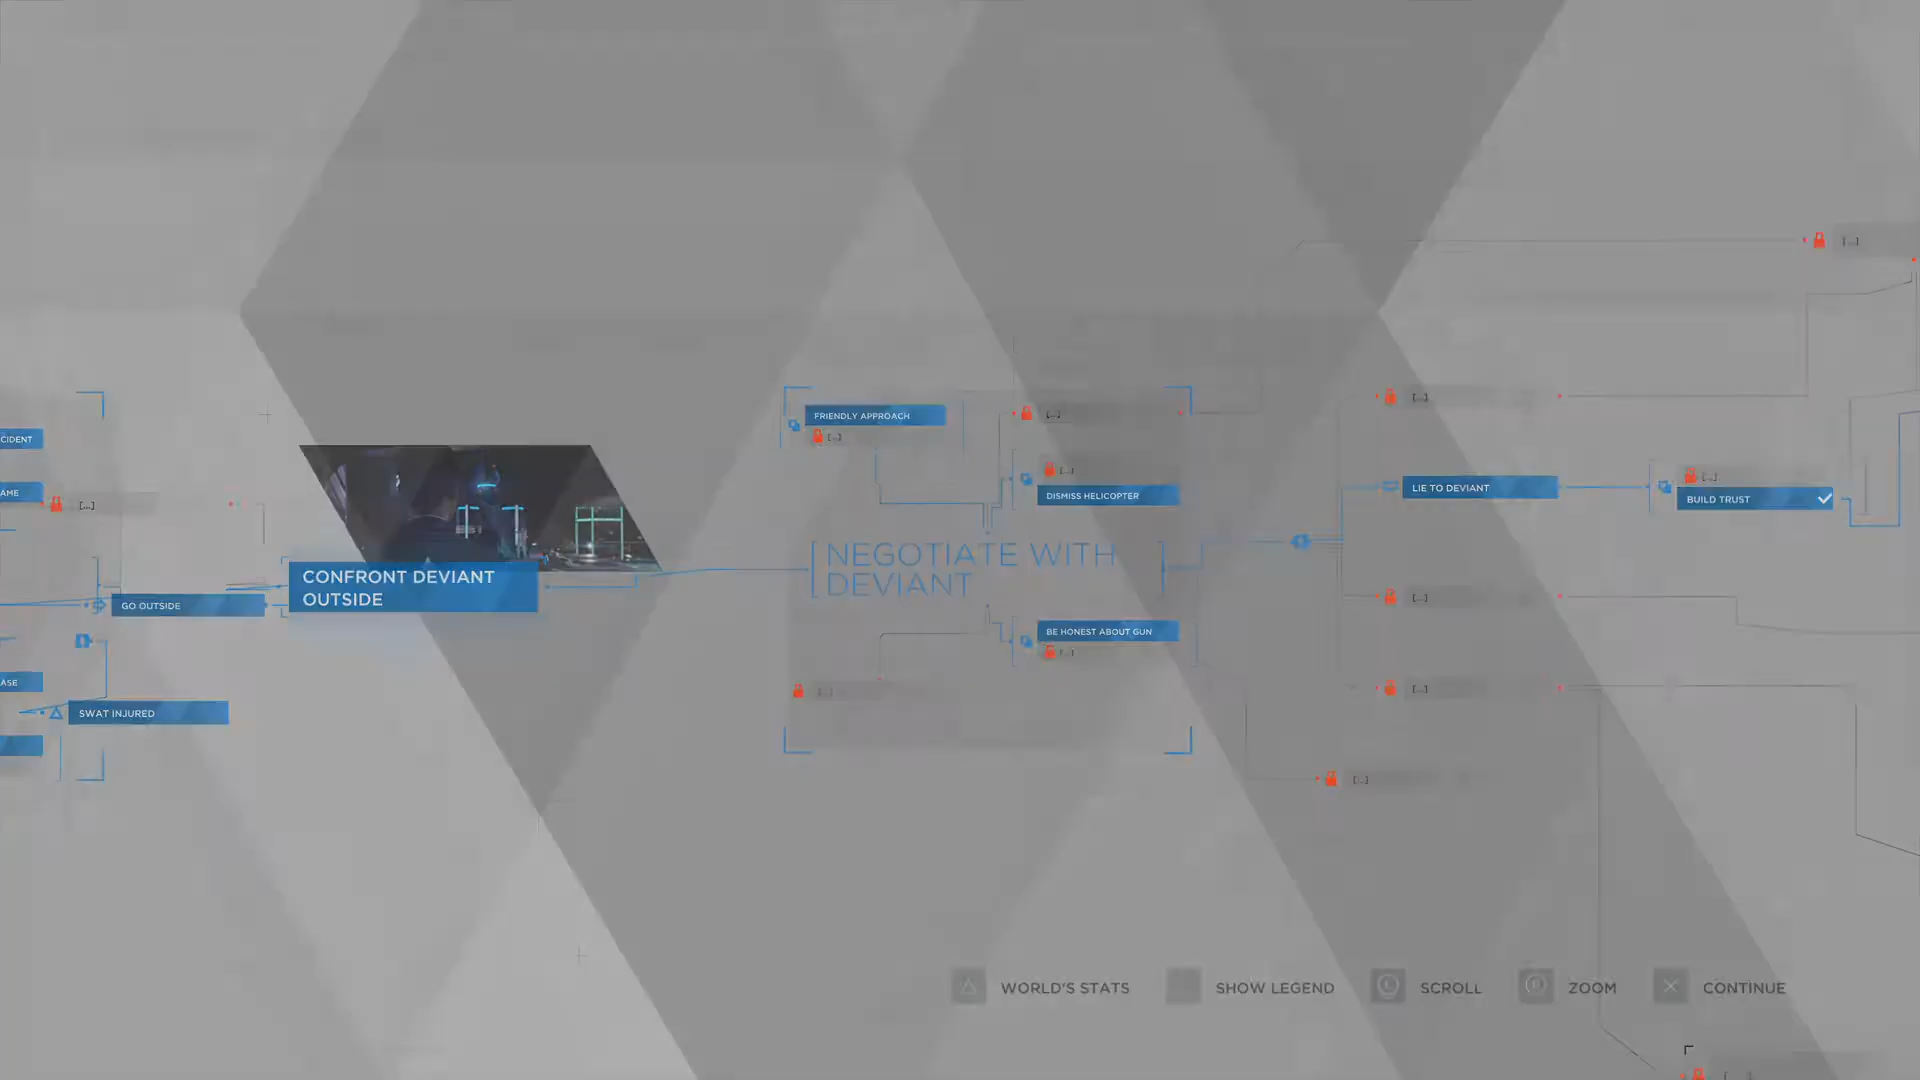 CIDENT
AME
[...]
GO OUTSIDE
ASE
SWAT INJURED
CONFRONT DEVIANT
OUTSIDE
FRIENDLY APPROACH
[...]
[...]
[...]
DISMISS HELICOPTER
NEGOTIATE WITH
DEVIANT
BE HONEST ABOUT GUN
[...]
[...]
[...]
[...]
LIE TO DEVIANT
[...]
BUILD TRUST
[...]
[...]
[...]
[...]
WORLD'S STATS
SHOW LEGEND
SCROLL
ZOOM
CONTINUE